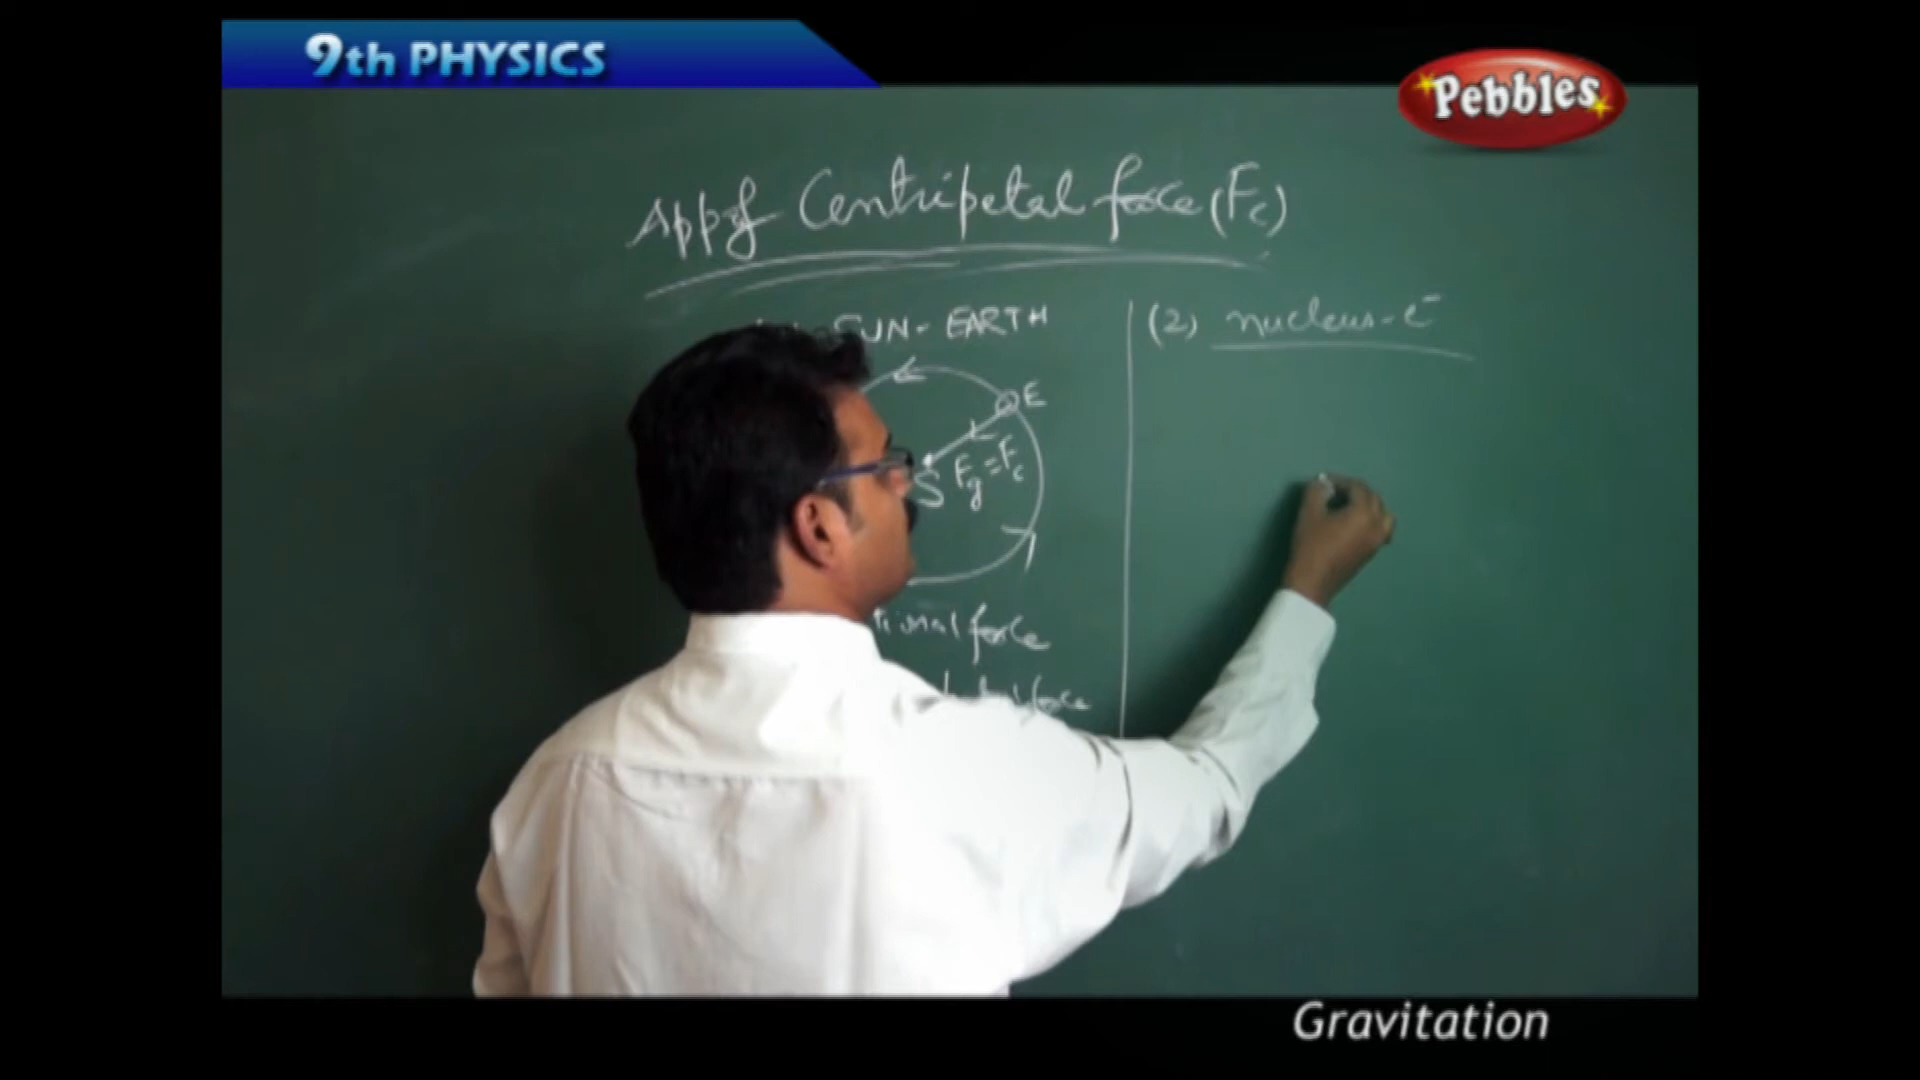 9th PHYSICS
Pebbles
App of Centripetal force (Fc)
SUN - EARTH
E
S Fg = Fc
force
force
(2) nucleus - e⁻
Gravitation